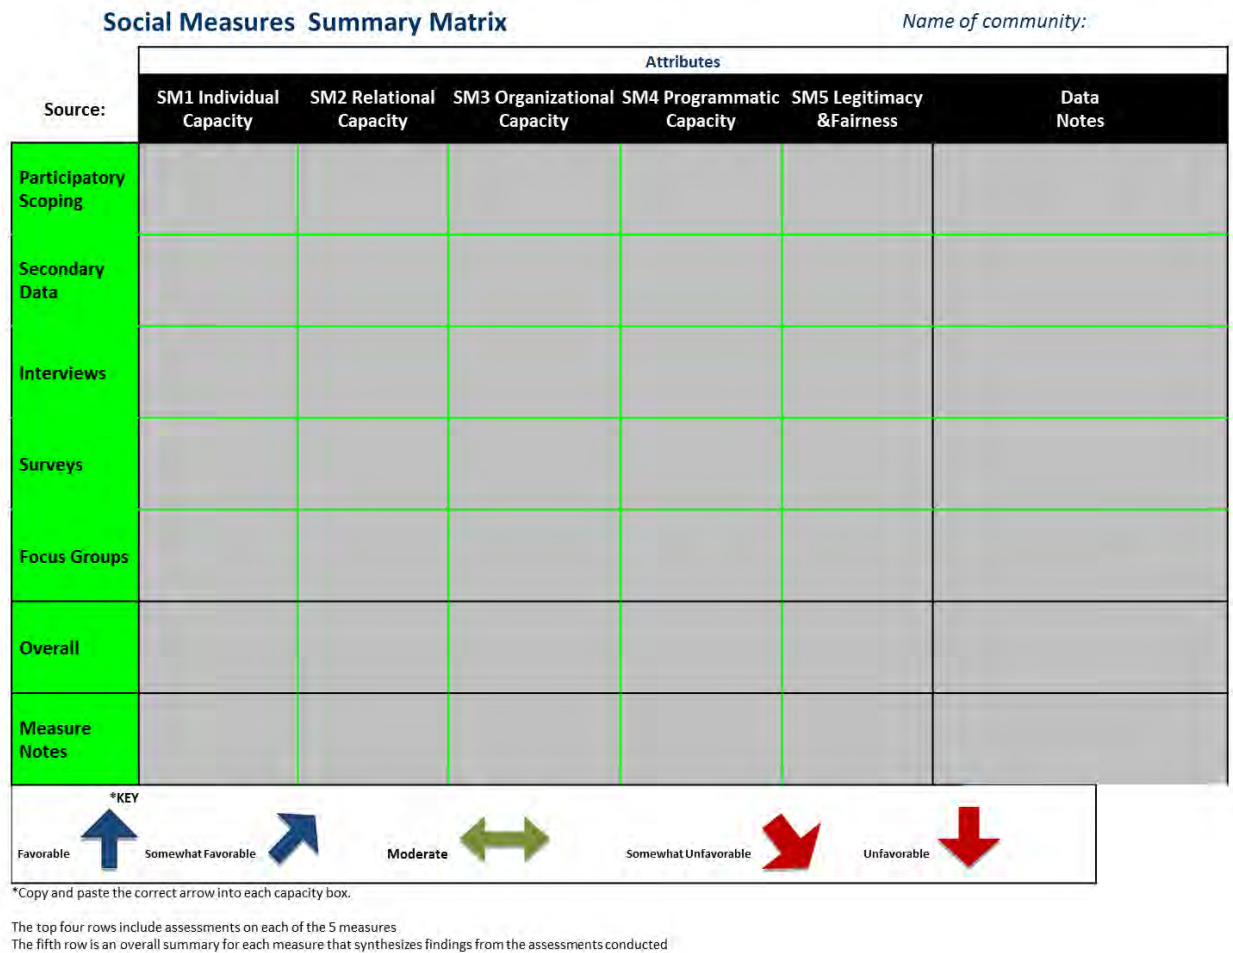 Social Measures Summary Matrix
Name of community:
Attributes
Source:
SM1 Individual
Capacity
SM2 Relational
Capacity
SM3 Organizational
Capacity
SM4 Programmatic
Capacity
SM5 Legitimacy
&Fairness
Data
Notes
Participatory
Scoping
Secondary
Data
Interviews
Surveys
Focus Groups
Overall
Measure
Notes
*KEY
Favorable
Somewhat Favorable
Moderate
Somewhat Unfavorable
Unfavorable
*Copy and paste the correct arrow into each capacity box.
The top four rows include assessments on each of the 5 measures
The fifth row is an overall summary for each measure that synthesizes findings from the assessments conducted